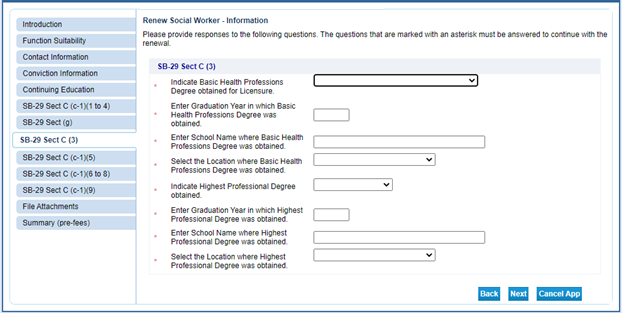 Introduction
Function Suitability
Contact Information
Conviction Information
Continuing Education
SB-29 Sect C (c-1)(1 to 4)
SB-29 Sect (g)
SB-29 Sect C (3)
SB-29 Sect C (c-1)(5)
SB-29 Sect C (c-1)(6 to 8)
SB-29 Sect C (c-1)(9)
File Attachments
Summary (pre-fees)
Renew Social Worker - Information
Please provide responses to the following questions. The questions that are marked with an asterisk must be answered to continue with the
renewal.
SB-29 Sect C (3)
* Indicate Basic Health Professions
Degree obtained for Licensure.
* Enter Graduation Year in which Basic
Health Professions Degree was
obtained.
* Enter School Name where Basic Health
Professions Degree was obtained.
* Select the Location where Basic Health
Professions Degree was obtained.
* Indicate Highest Professional Degree
obtained.
* Enter Graduation Year in which Highest
Professional Degree was obtained.
* Enter School Name where Highest
Professional Degree was obtained.
* Select the Location where Highest
Professional Degree was obtained.
Back Next Cancel App